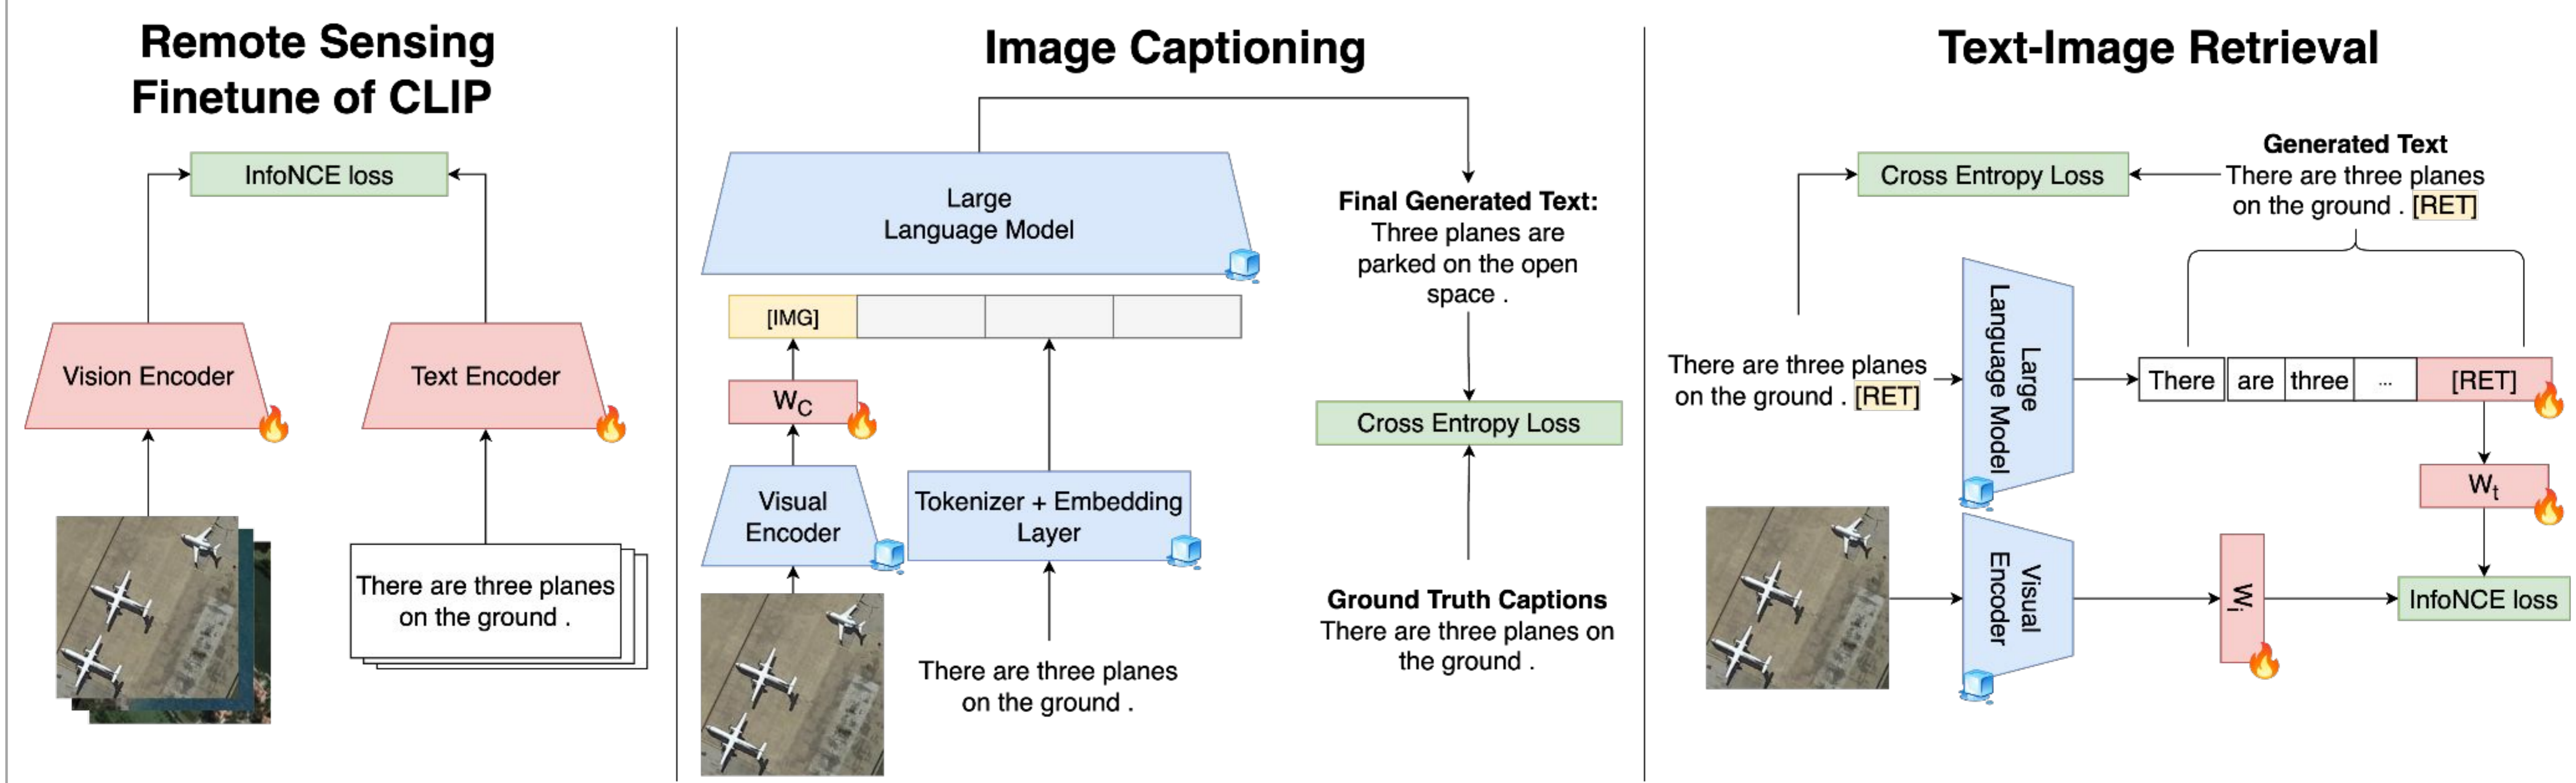 Remote Sensing
Finetune of CLIP
InfoNCE loss
Vision Encoder
Text Encoder
There are three planes
on the ground .
Image Captioning
Large
Language Model
[IMG]
W_C
Visual
Encoder
Tokenizer + Embedding
Layer
There are three planes
on the ground .
Final Generated Text:
Three planes are
parked on the open
space .
Cross Entropy Loss
Ground Truth Captions
There are three planes on
the ground .
Text-Image Retrieval
Cross Entropy Loss
Generated Text
There are three planes
on the ground . [RET]
There are three planes
on the ground . [RET]
Large
Language Model
There are three ... [RET]
W_t
Visual
Encoder
W_i
InfoNCE loss